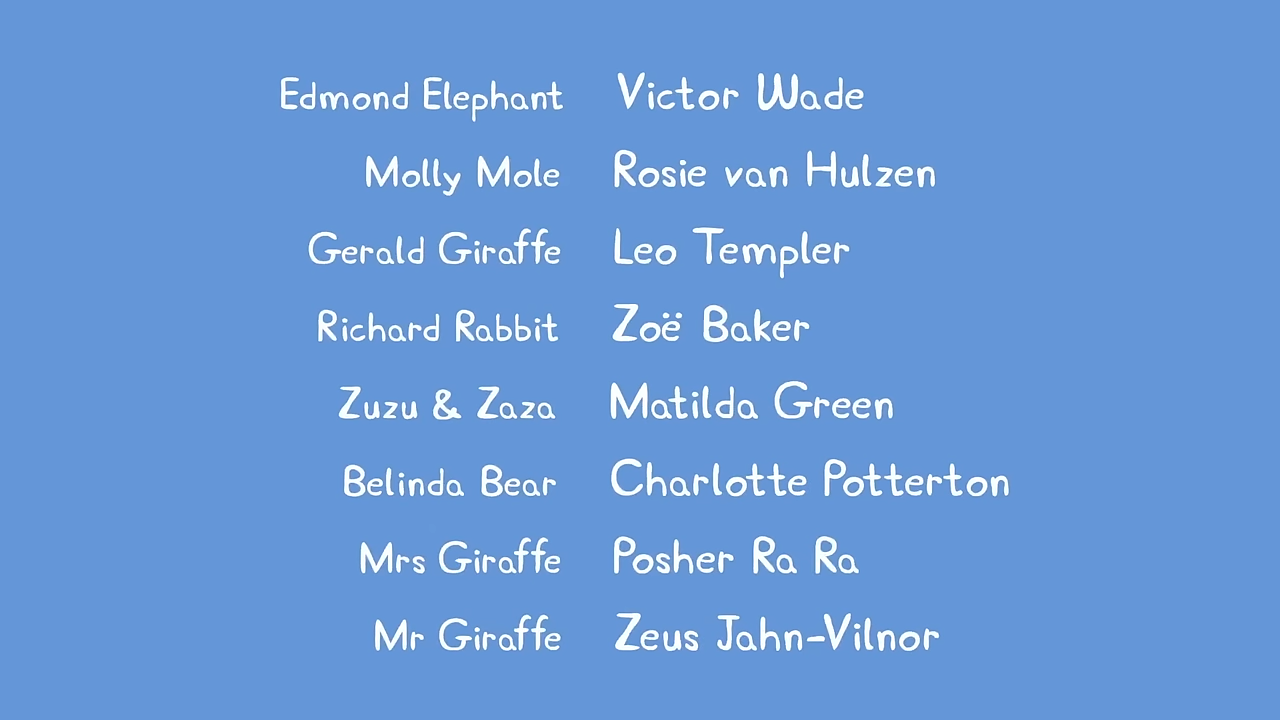 Edmond Elephant Victor Wade
Molly Mole Rosie van Hulzen
Gerald Giraffe Leo Templer
Richard Rabbit Zoë Baker
Zuzu & Zaza Matilda Green
Belinda Bear Charlotte Potterton
Mrs Giraffe Posher Ra Ra
Mr Giraffe Zeus Jahn-Vilnor